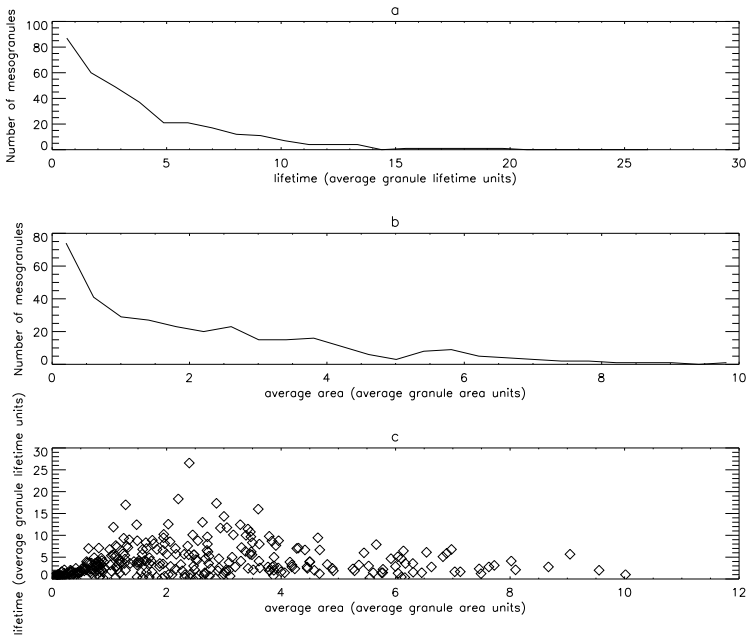 a
100
80
60
40
20
0
Number of mesogranules
0 5 10 15 20 25 30
lifetime (average granule lifetime units)
b
80
60
40
20
0
Number of mesogranules
0 2 4 6 8 10
average area (average granule area units)
c
30
25
20
15
10
5
0
lifetime (average granule lifetime units)
0 2 4 6 8 10 12
average area (average granule area units)